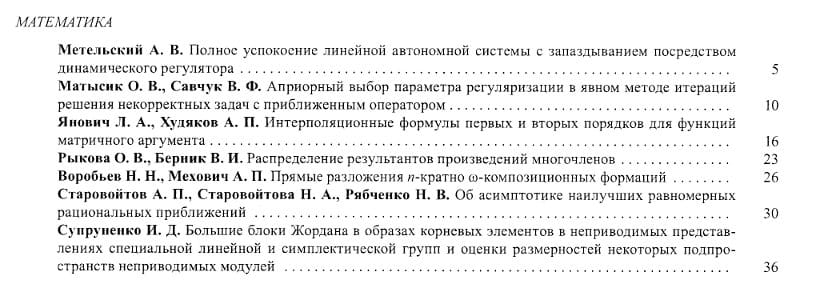 МАТЕМАТИКА
Метельский А. В. Полное успокоение линейной автономной системы с запаздыванием посредством
динамического регулятора . . . . . . . . . . . . . . . . . . . . . . . . . . . . . . . . . . . . . . . . . . . . . . . . . . . . . . . . . . . . . . . . . . . . . . 5
Матысик О. В., Савчук В. Ф. Априорный выбор параметра регуляризации в явном методе итераций
решения некорректных задач с приближенным оператором . . . . . . . . . . . . . . . . . . . . . . . . . . . . . . . . . . . . . . . 10
Янович Л. А., Худяков А. П. Интерполяционные формулы первых и вторых порядков для функций
матричного аргумента . . . . . . . . . . . . . . . . . . . . . . . . . . . . . . . . . . . . . . . . . . . . . . . . . . . . . . . . . . . . . . . . . . . . . . . . . 16
Рыкова О. В., Берник В. И. Распределение результантов произведений многочленов . . . . . . . . . . . . . . . 23
Воробьев Н. Н., Мехович А. П. Прямые разложения n-кратно ω-композиционных формаций . . . . . . . . 26
Старовойтов А. П., Старовойтова Н. А., Рябченко Н. В. Об асимптотике наилучших равномерных
рациональных приближений . . . . . . . . . . . . . . . . . . . . . . . . . . . . . . . . . . . . . . . . . . . . . . . . . . . . . . . . . . . . . . . . . . . 30
Супруненко И. Д. Большие блоки Жордана в образах корневых элементов в неприводимых представ-
лениях специальной линейной и симплектической групп и оценки размерностей некоторых подпро-
странств неприводимых модулей . . . . . . . . . . . . . . . . . . . . . . . . . . . . . . . . . . . . . . . . . . . . . . . . . . . . . . . . . . . . . . . 36